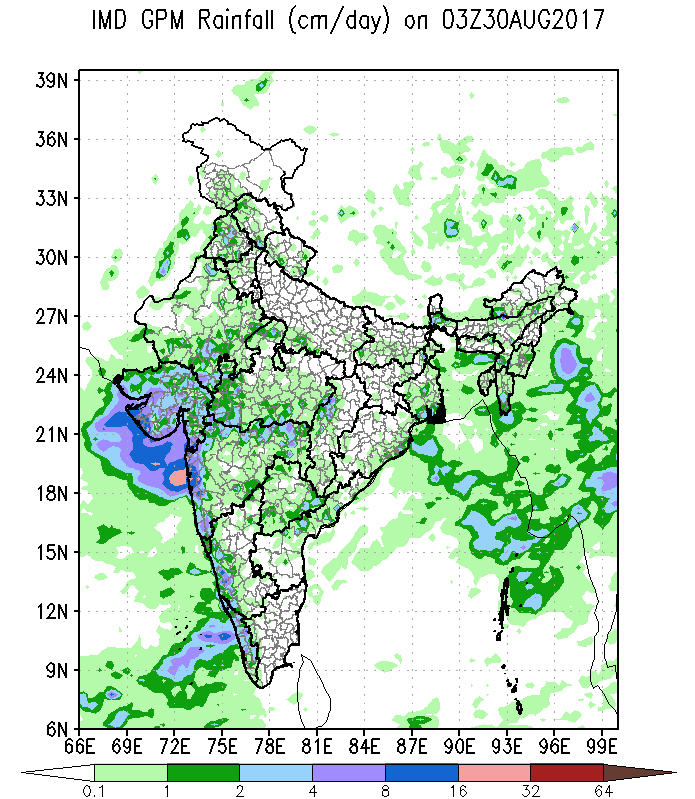 IMD GPM Rainfall (cm/day) on 03Z30AUG2017
39N
36N
33N
30N
27N
24N
21N
18N
15N
12N
9N
6N
66E 69E 72E 75E 78E 81E 84E 87E 90E 93E 96E 99E
0.1 1 2 4 8 16 32 64